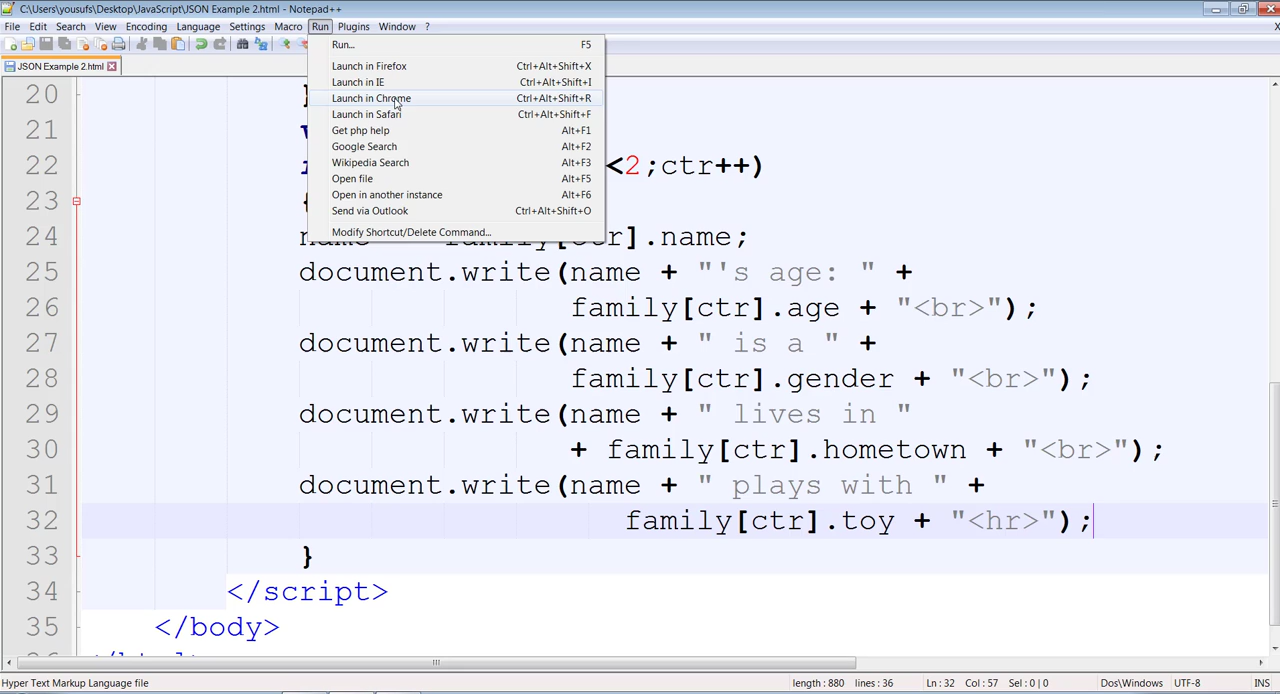 C:\Users\yousufs\Desktop\JavaScript\JSON Example 2.html - Notepad++
File Edit Search View Encoding Language Settings Macro Run Plugins Window ? X
Run... F5
JSON Example 2.html
Launch in Firefox Ctrl+Alt+Shift+X
Launch in IE Ctrl+Alt+Shift+I
20
Launch in Chrome Ctrl+Alt+Shift+R
Launch in Safari Ctrl+Alt+Shift+F
21
Get php help Alt+F1
Google Search Alt+F2
22 <2;ctr++)
Wikipedia Search Alt+F3
Open file Alt+F5
Open in another instance Alt+F6
23
Send via Outlook Ctrl+Alt+Shift+O
Modify Shortcut/Delete Command...
24 name = family[ctr].name;
25 document.write(name + "'s age: " +
26 family[ctr].age + "<br>");
27 document.write(name + " is a " +
28 family[ctr].gender + "<br>");
29 document.write(name + " lives in "
30 + family[ctr].hometown + "<br>");
31 document.write(name + " plays with " +
32 family[ctr].toy + "<hr>");
33 }
34 </script>
35 </body>
Hyper Text Markup Language file length : 880 lines : 36 Ln : 32 Col : 57 Sel : 0 | 0 Dos\Windows UTF-8 INS